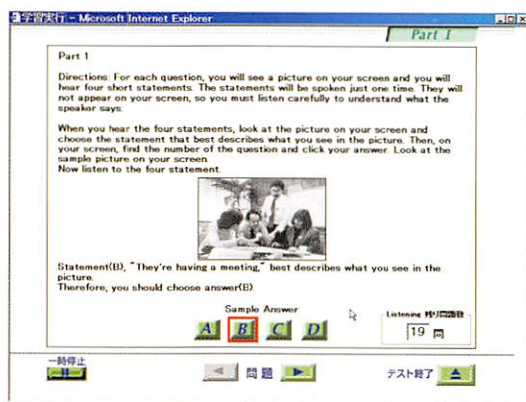 学習実行 - Microsoft Internet Explorer
Part I
Part 1
Directions: For each question, you will see a picture on your screen and you will
hear four short statements. The statements will be spoken just one time. They will
not appear on your screen, so you must listen carefully to understand what the
speaker says.
When you hear the four statements, look at the picture on your screen and
choose the statement that best describes what you see in the picture. Then, on
your screen, find the number of the question and click your answer. Look at the
sample picture on your screen.
Now listen to the four statement.
Statement(B), "They're having a meeting," best describes what you see in the
picture.
Therefore, you should choose answer(B).
Sample Answer
A B C D
Listening 残り問題数
19 問
一時停止
問題
テスト終了